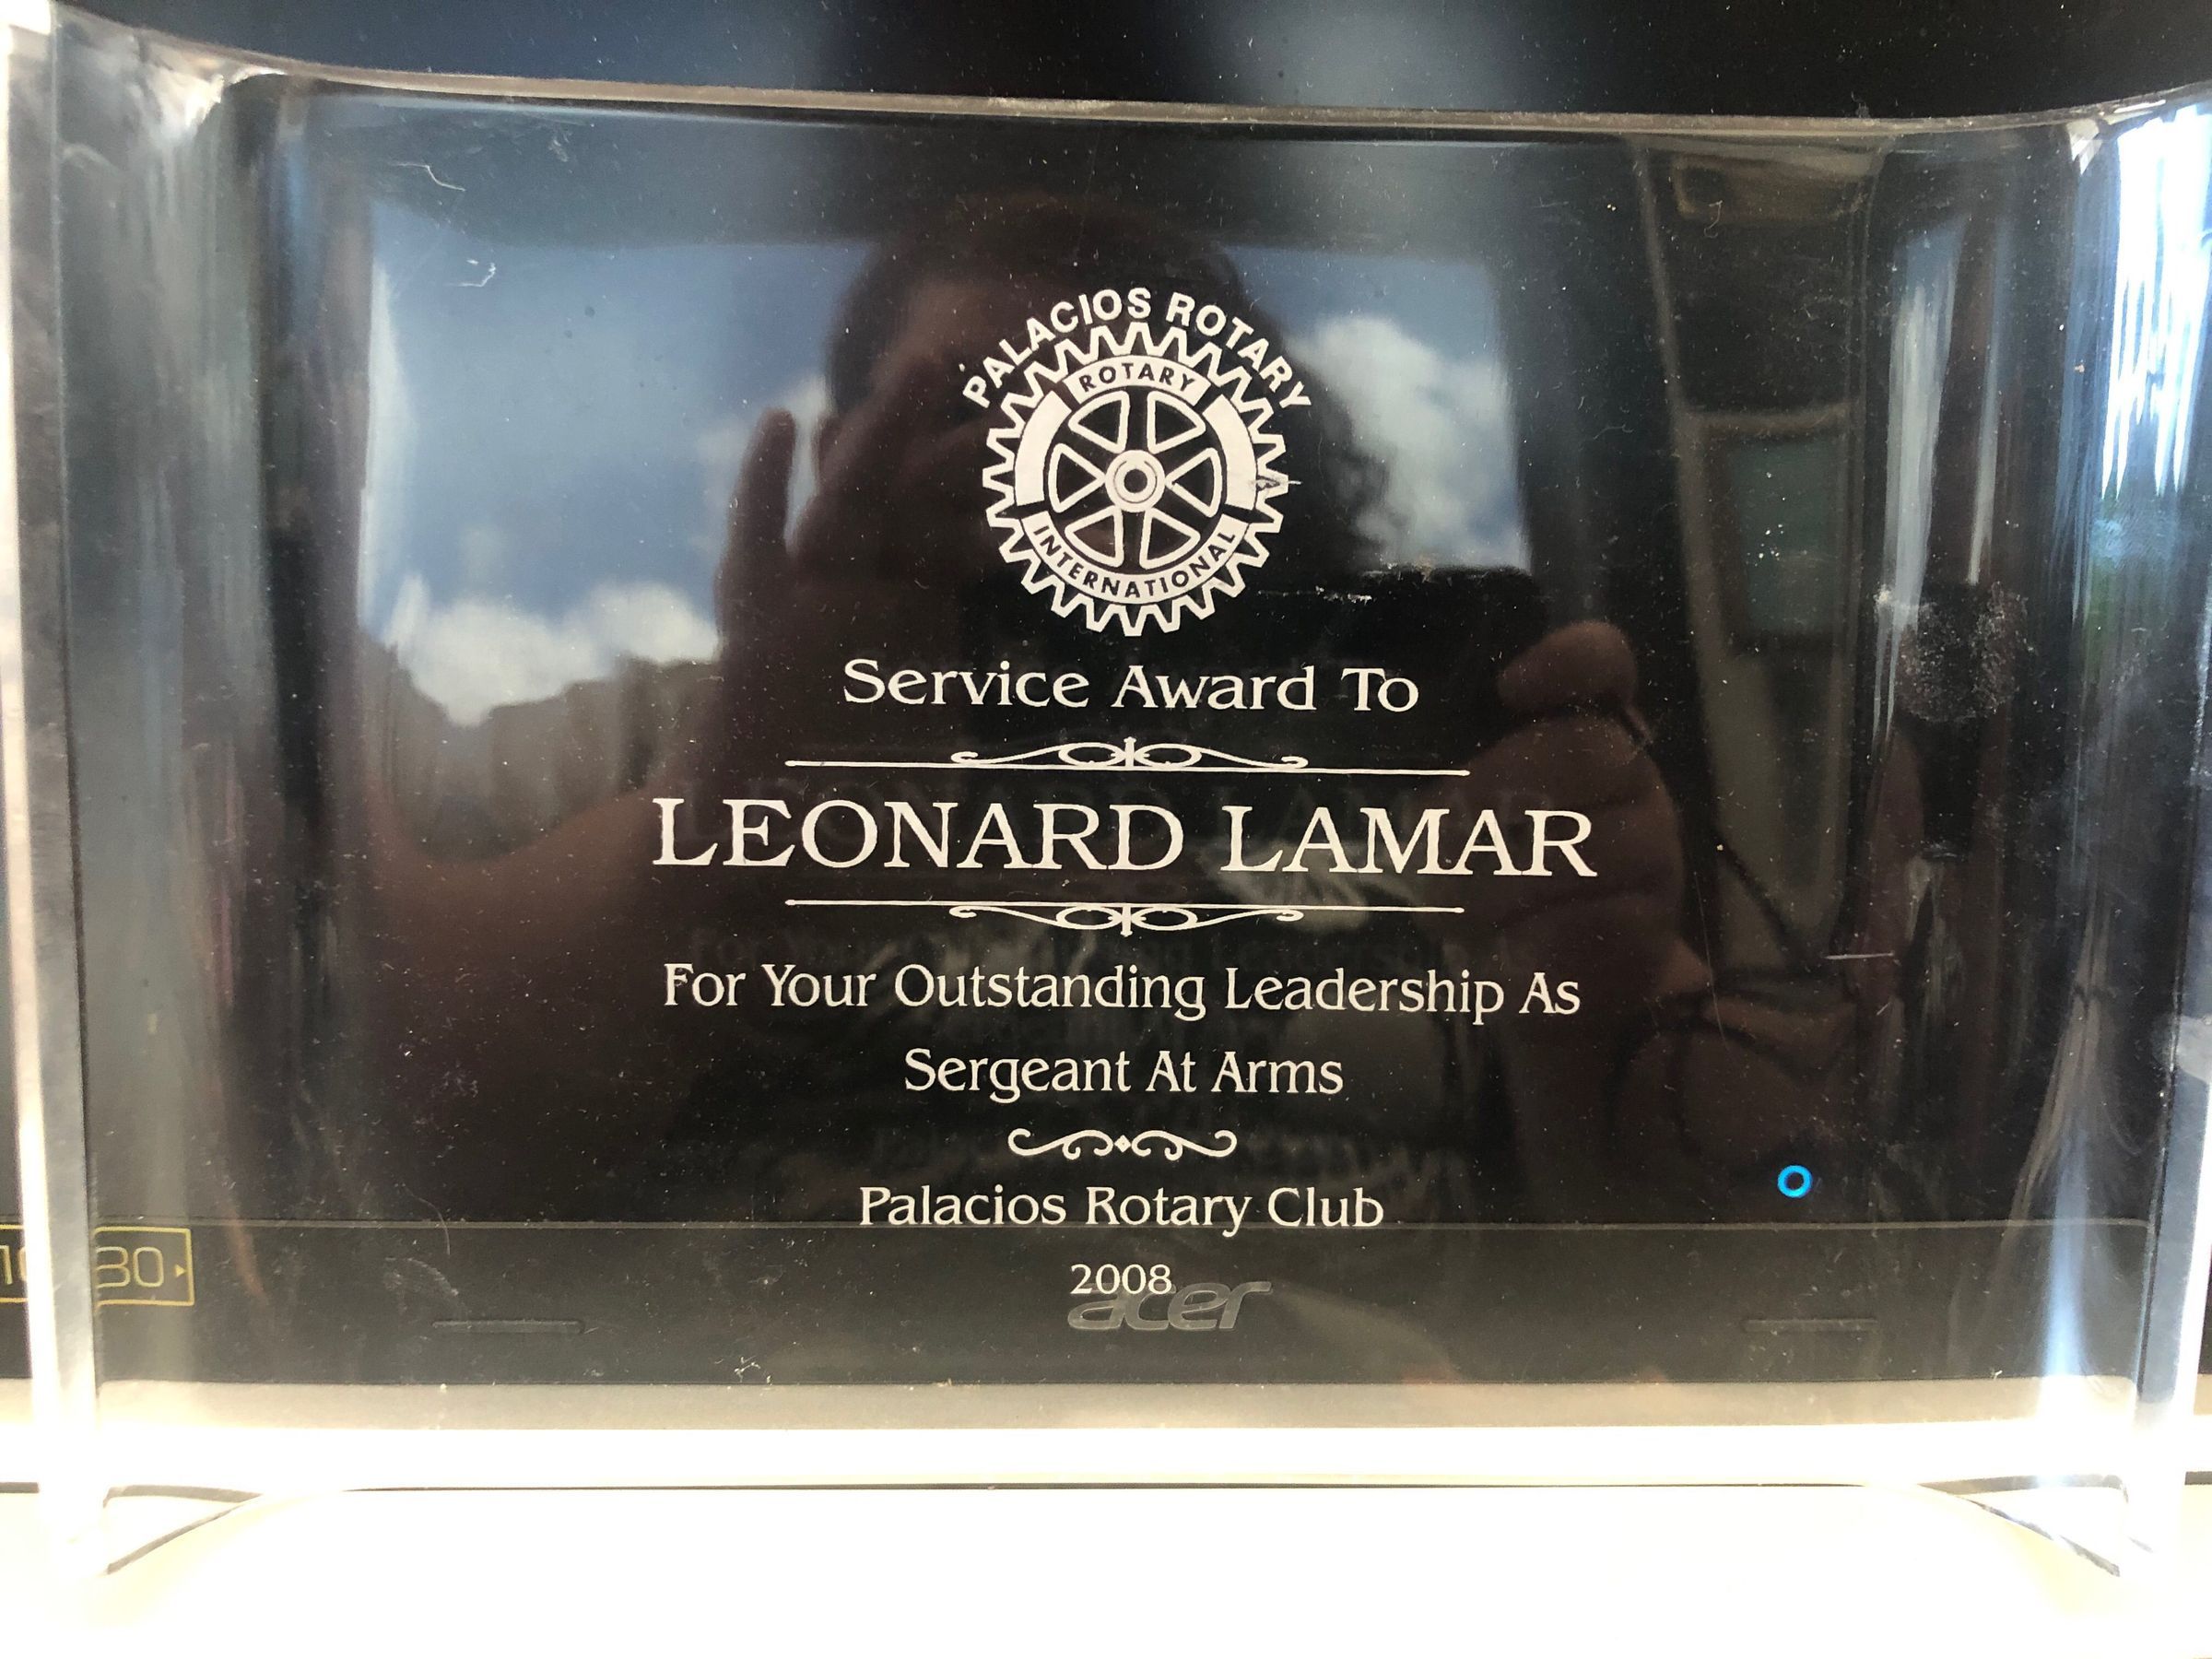 PALACIOS ROTARY
ROTARY
INTERNATIONAL
Service Award To
LEONARD LAMAR
For Your Outstanding Leadership As
Sergeant At Arms
Palacios Rotary Club
2008
acer
30